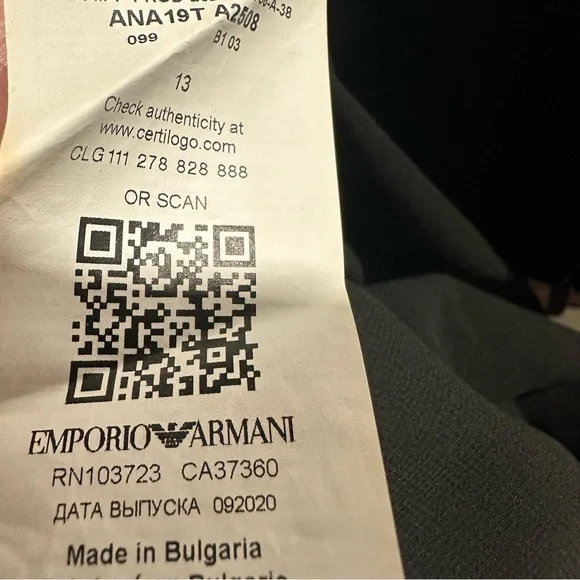 ANA19T A2508
099 B1 03
13
Check authenticity at
www.certilogo.com
CLG 111 278 828 888
OR SCAN
EMPORIO ARMANI
RN103723 CA37360
ДАТА ВЫПУСКА 092020
Made in Bulgaria